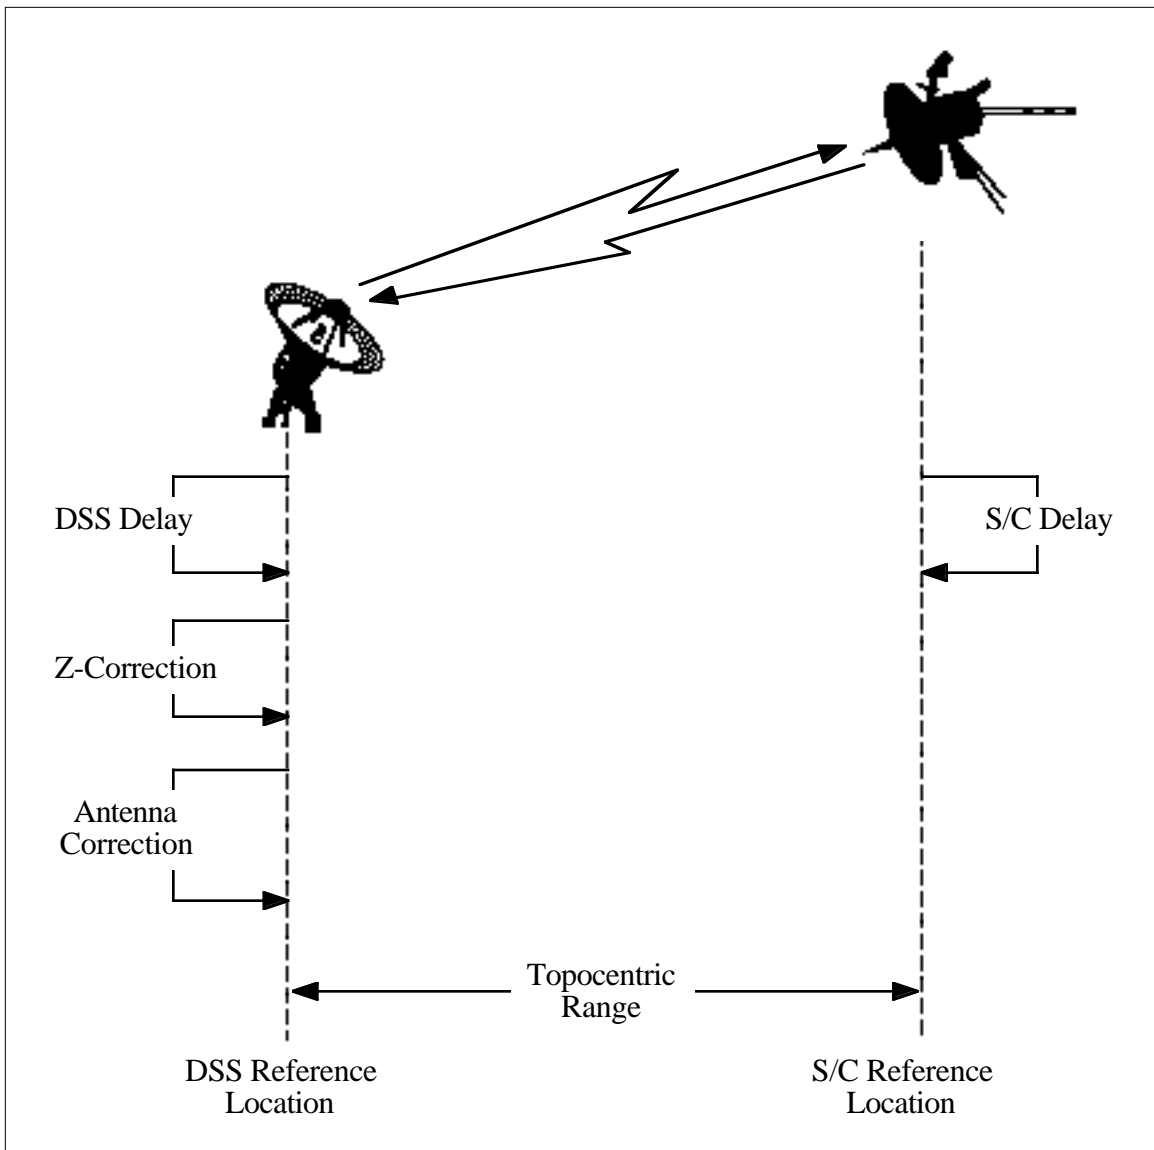 DSS Delay
S/C Delay
Z-Correction
Antenna
Correction
Topocentric
Range
DSS Reference
Location
S/C Reference
Location